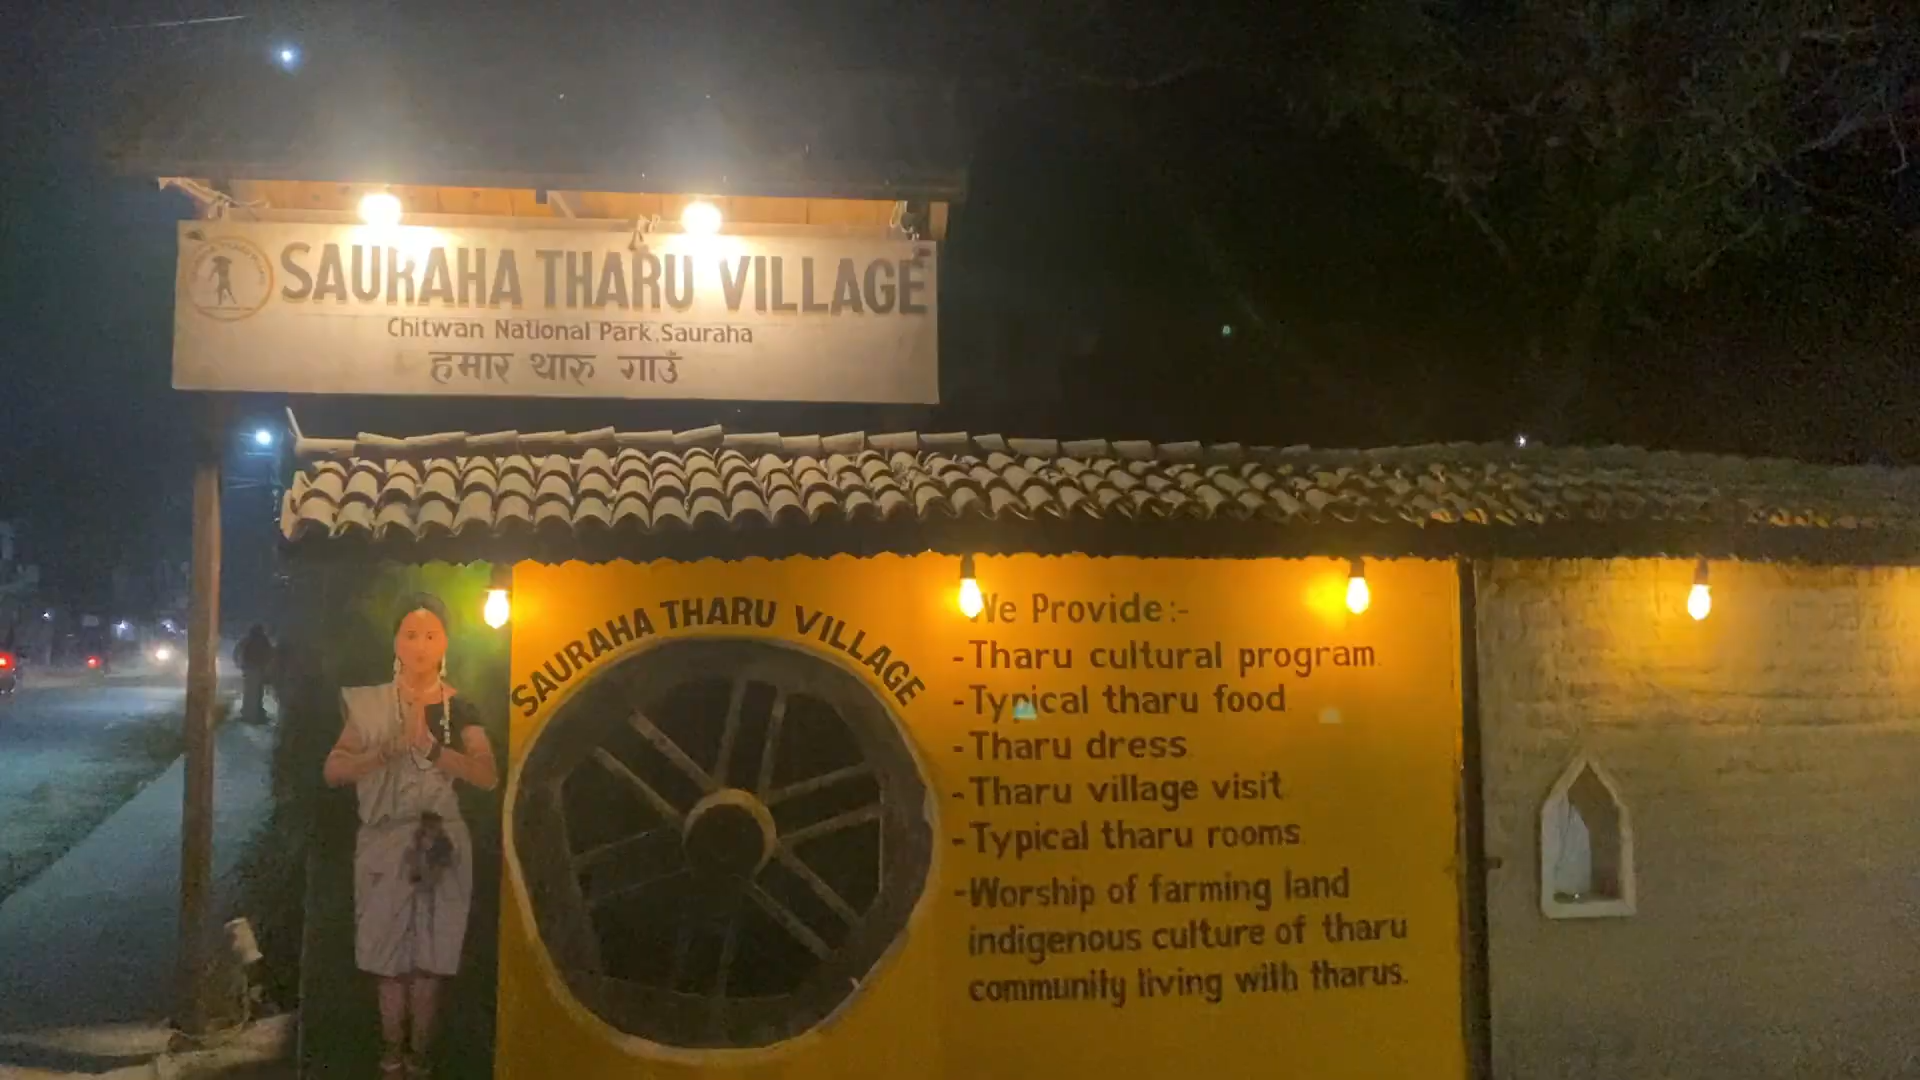 SAURAHA THARU VILLAGE
Chitwan National Park,Sauraha
हमार थारू गाउँ
SAURAHA THARU VILLAGE
We Provide:-
-Tharu cultural program.
-Typical tharu food
-Tharu dress
-Tharu village visit
-Typical tharu rooms
-Worship of farming land
indigenous culture of tharu
community living with tharus.